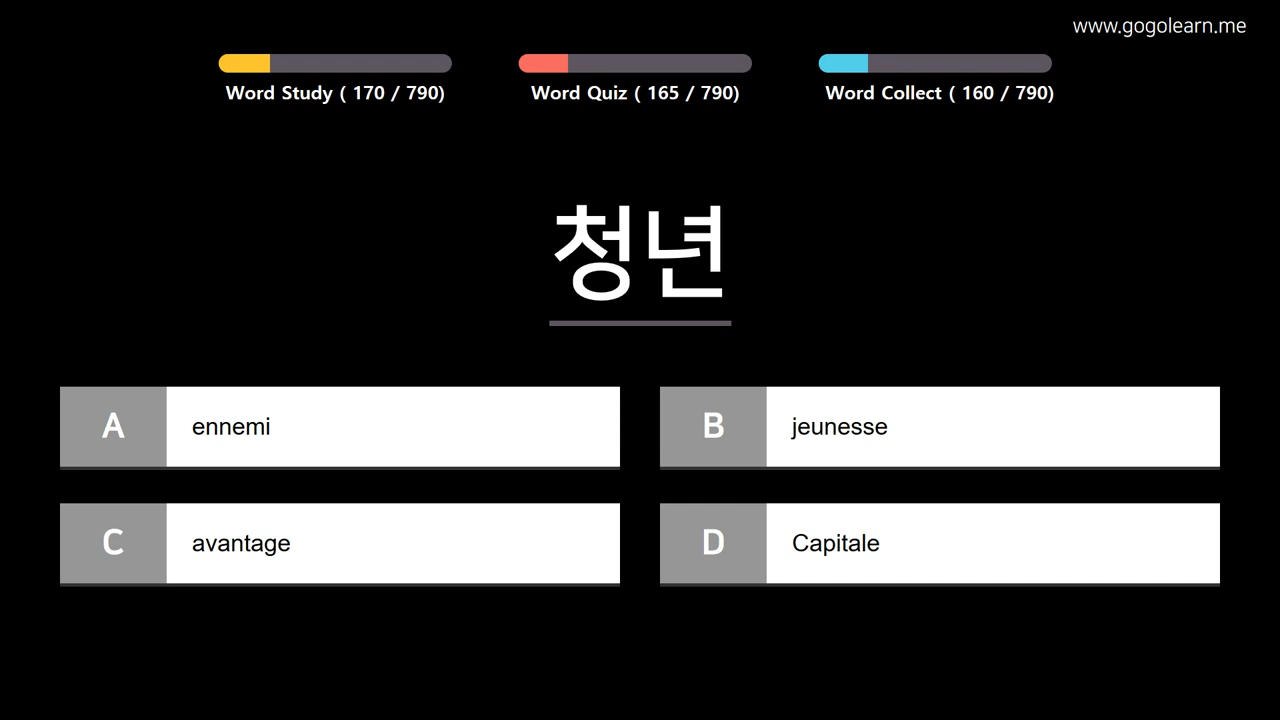 www.gogolearn.me
Word Study ( 170 / 790)
Word Quiz ( 165 / 790)
Word Collect ( 160 / 790)
청년
A ennemi
B jeunesse
C avantage
D Capitale